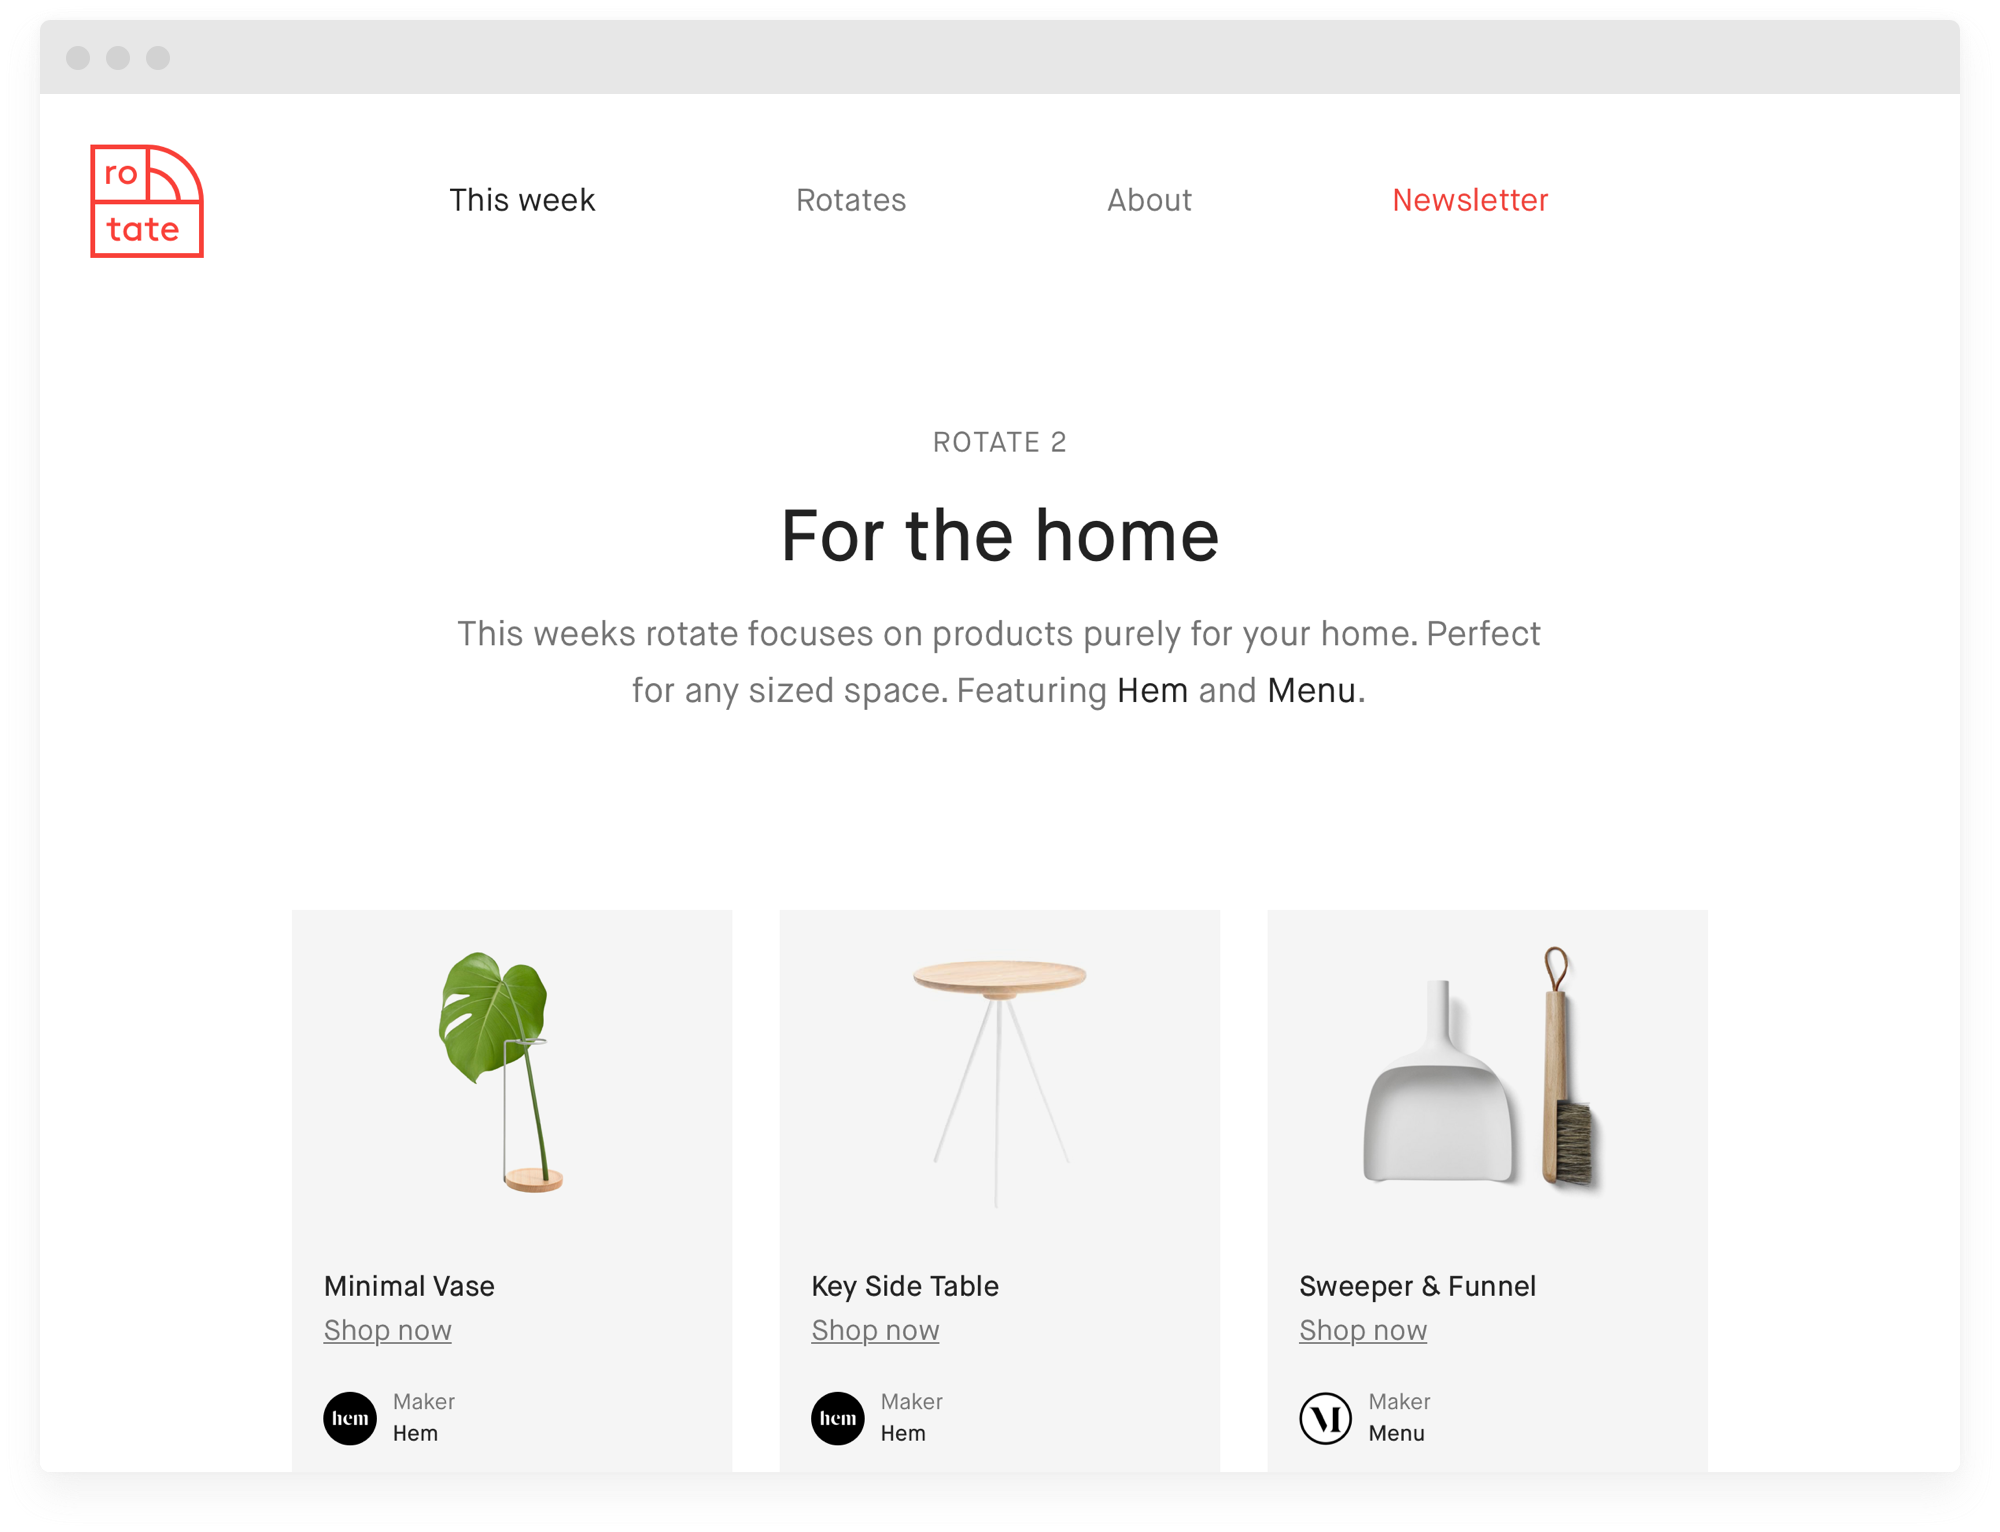 ro
tate
This week
Rotates
About
Newsletter
ROTATE 2
For the home
This weeks rotate focuses on products purely for your home. Perfect
for any sized space. Featuring Hem and Menu.
Minimal Vase
Shop now
hem
Maker
Hem
Key Side Table
Shop now
hem
Maker
Hem
Sweeper & Funnel
Shop now
M
Maker
Menu